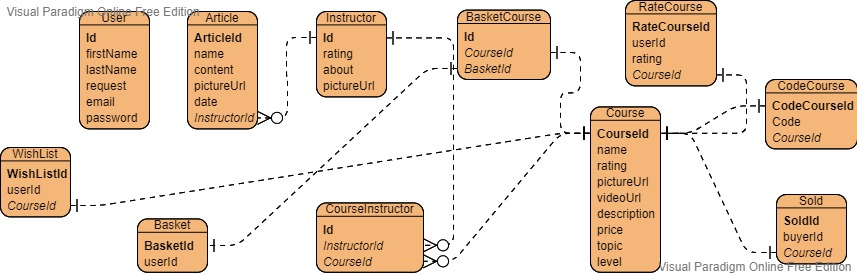 Visual Paradigm Online Free Edition
User
Id
firstName
lastName
request
email
password
Article
ArticleId
name
content
pictureUrl
date
InstructorId
Instructor
Id
rating
about
pictureUrl
BasketCourse
Id
CourseId
BasketId
RateCourse
RateCourseId
userId
rating
CourseId
CodeCourse
CodeCourseId
Code
CourseId
Course
CourseId
name
rating
pictureUrl
videoUrl
description
price
topic
level
WishList
WishListId
userId
CourseId
Basket
BasketId
userId
CourseInstructor
Id
InstructorId
CourseId
Sold
SoldId
buyerId
CourseId
Visual Paradigm Online Free Edition